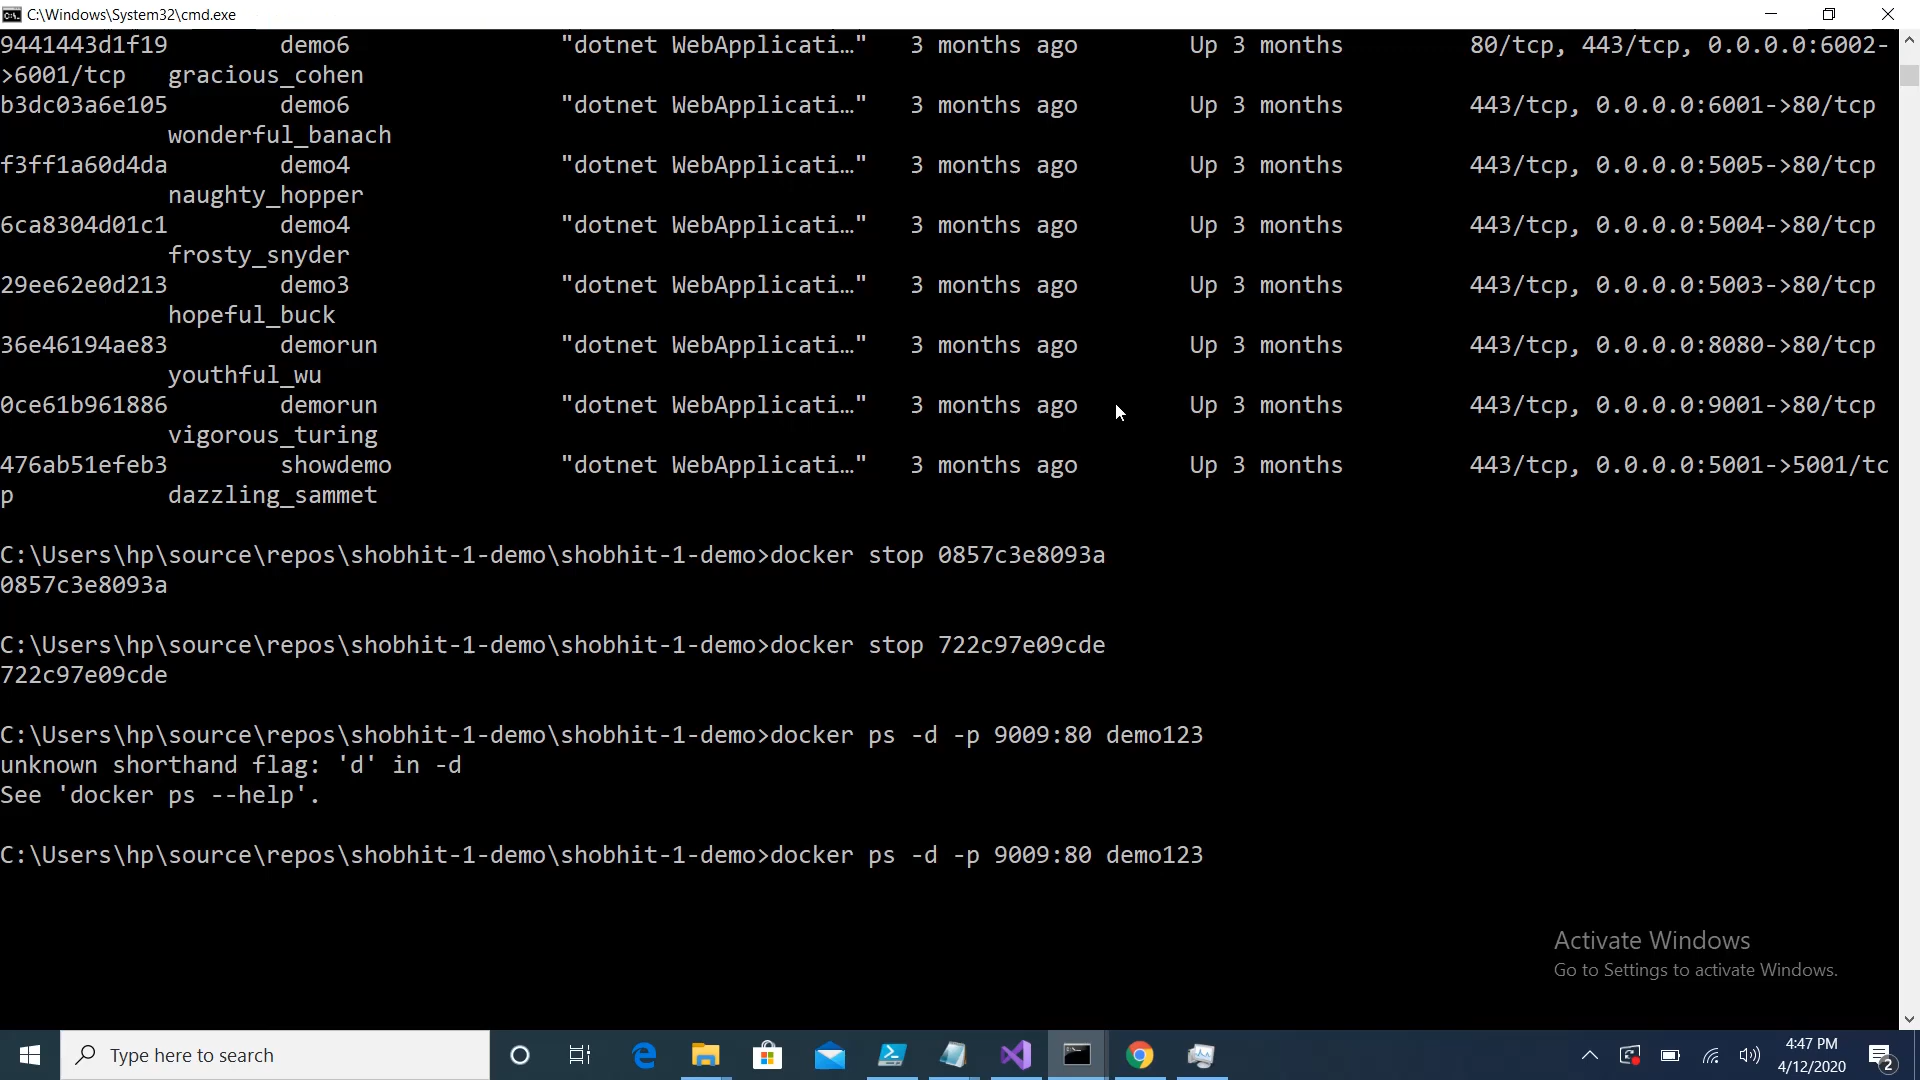 C:\Windows\System32\cmd.exe
9441443d1f19        demo6               "dotnet WebApplicati…"   3 months ago        Up 3 months         80/tcp, 443/tcp, 0.0.0.0:6002-
>6001/tcp   gracious_cohen
b3dc03a6e105        demo6               "dotnet WebApplicati…"   3 months ago        Up 3 months         443/tcp, 0.0.0.0:6001->80/tcp
            wonderful_banach
f3ff1a60d4da        demo4               "dotnet WebApplicati…"   3 months ago        Up 3 months         443/tcp, 0.0.0.0:5005->80/tcp
            naughty_hopper
6ca8304d01c1        demo4               "dotnet WebApplicati…"   3 months ago        Up 3 months         443/tcp, 0.0.0.0:5004->80/tcp
            frosty_snyder
29ee62e0d213        demo3               "dotnet WebApplicati…"   3 months ago        Up 3 months         443/tcp, 0.0.0.0:5003->80/tcp
            hopeful_buck
36e46194ae83        demorun             "dotnet WebApplicati…"   3 months ago        Up 3 months         443/tcp, 0.0.0.0:8080->80/tcp
            youthful_wu
0ce61b961886        demorun             "dotnet WebApplicati…"   3 months ago        Up 3 months         443/tcp, 0.0.0.0:9001->80/tcp
            vigorous_turing
476ab51efeb3        showdemo            "dotnet WebApplicati…"   3 months ago        Up 3 months         443/tcp, 0.0.0.0:5001->5001/tc
p           dazzling_sammet
C:\Users\hp\source\repos\shobhit-1-demo\shobhit-1-demo>docker stop 0857c3e8093a
0857c3e8093a
C:\Users\hp\source\repos\shobhit-1-demo\shobhit-1-demo>docker stop 722c97e09cde
722c97e09cde
C:\Users\hp\source\repos\shobhit-1-demo\shobhit-1-demo>docker ps -d -p 9009:80 demo123
unknown shorthand flag: 'd' in -d
See 'docker ps --help'.
C:\Users\hp\source\repos\shobhit-1-demo\shobhit-1-demo>docker ps -d -p 9009:80 demo123
Activate Windows
Go to Settings to activate Windows.
Type here to search
4:47 PM
4/12/2020
2